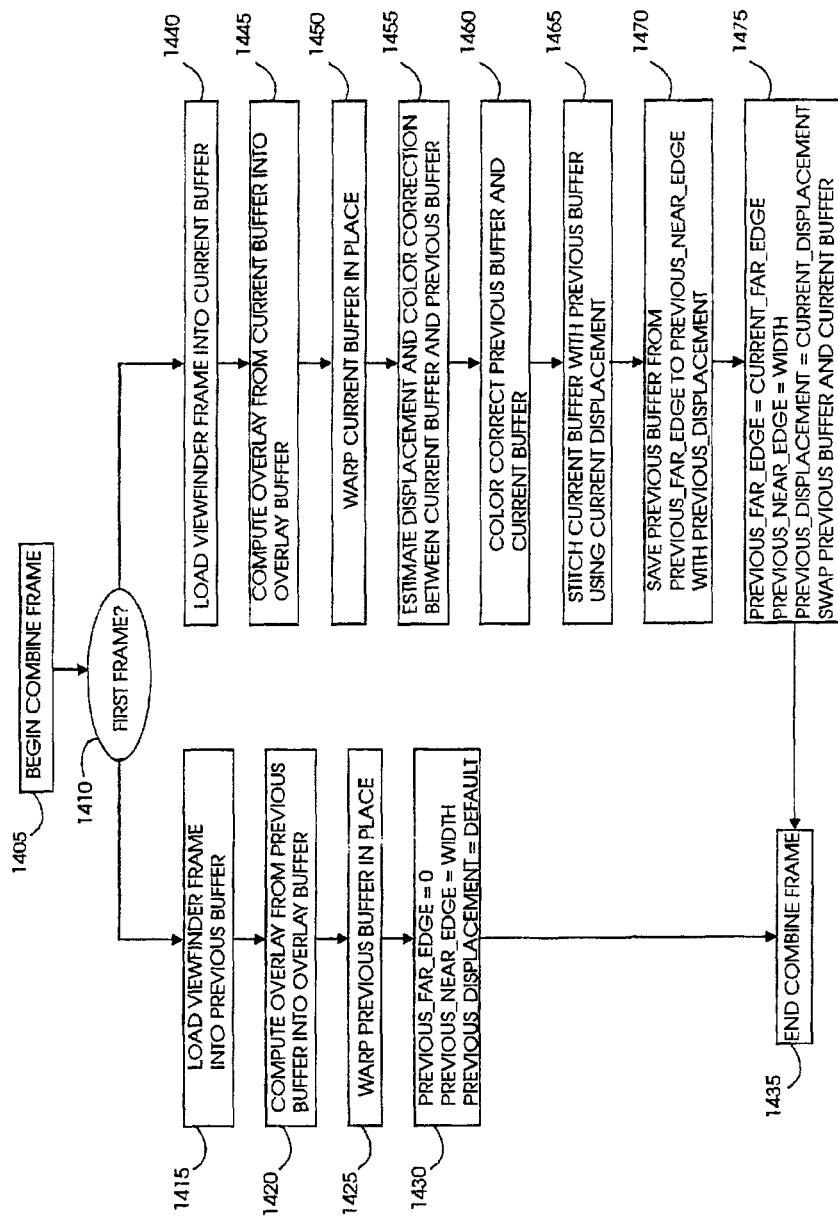 1405
BEGIN COMBINE FRAME
1410
FIRST FRAME?
1415
LOAD VIEWFINDER FRAME
INTO PREVIOUS BUFFER
1420
COMPUTE OVERLAY FROM PREVIOUS
BUFFER INTO OVERLAY BUFFER
1425
WARP PREVIOUS BUFFER IN PLACE
1430
PREVIOUS_FAR_EDGE = 0
PREVIOUS_NEAR_EDGE = WIDTH
PREVIOUS_DISPLACEMENT = DEFAULT
1435
END COMBINE FRAME
1440
LOAD VIEWFINDER FRAME INTO CURRENT BUFFER
1445
COMPUTE OVERLAY FROM CURRENT BUFFER INTO
OVERLAY BUFFER
1450
WARP CURRENT BUFFER IN PLACE
1455
ESTIMATE DISPLACEMENT AND COLOR CORRECTION
BETWEEN CURRENT BUFFER AND PREVIOUS BUFFER
1460
COLOR CORRECT PREVIOUS BUFFER AND
CURRENT BUFFER
1465
STITCH CURRENT BUFFER WITH PREVIOUS BUFFER
USING CURRENT DISPLACEMENT
1470
SAVE PREVIOUS BUFFER FROM
PREVIOUS_FAR_EDGE TO PREVIOUS_NEAR_EDGE
WITH PREVIOUS_DISPLACEMENT
1475
PREVIOUS_FAR_EDGE = CURRENT_FAR_EDGE
PREVIOUS_NEAR_EDGE = WIDTH
PREVIOUS_DISPLACEMENT = CURRENT_DISPLACEMENT
SWAP PREVIOUS BUFFER AND CURRENT BUFFER